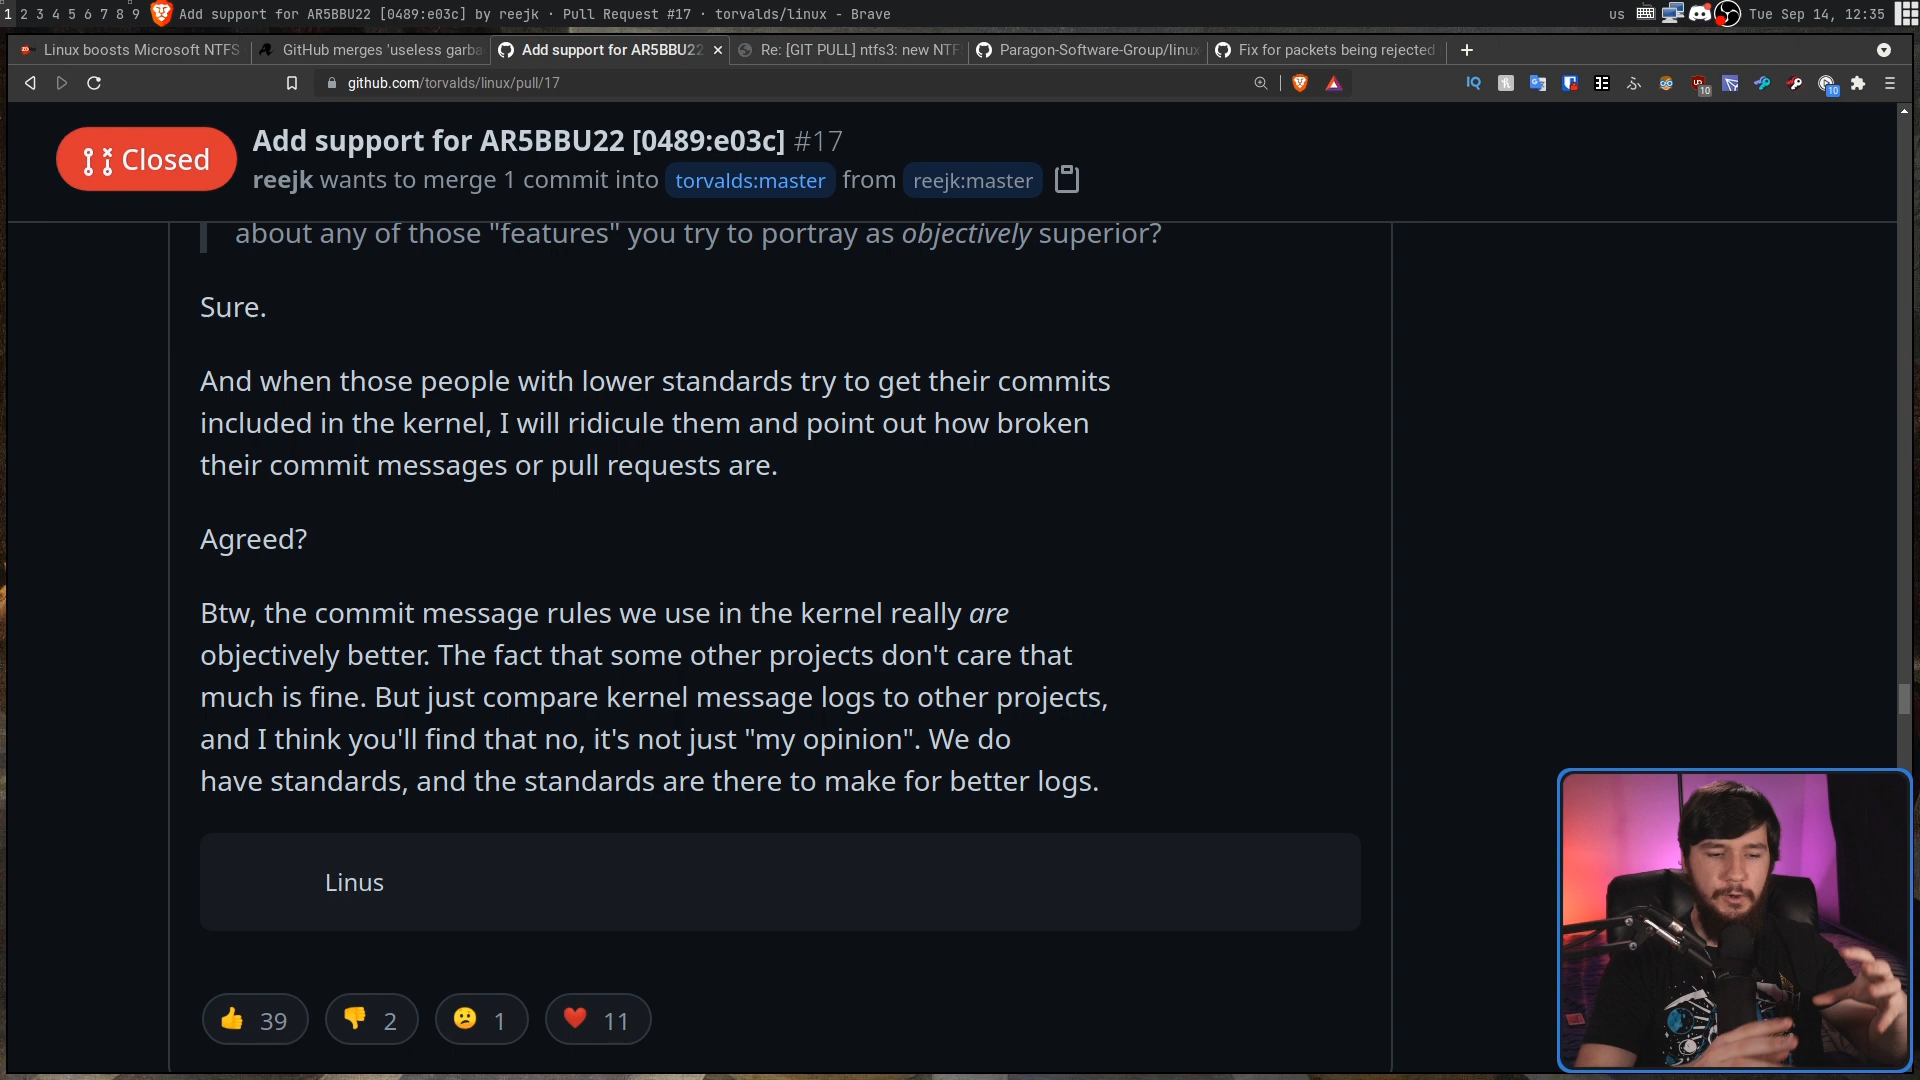 1 2 3 4 5 6 7 8 9 Add support for AR5BBU22 [0489:e03c] by reejk · Pull Request #17 · torvalds/linux - Brave us Tue Sep 14, 12:35
Linux boosts Microsoft NTFS GitHub merges 'useless garba Add support for AR5BBU22 Re: [GIT PULL] ntfs3: new NTF Paragon-Software-Group/linux Fix for packets being rejected
github.com/torvalds/linux/pull/17 IQ 10 10
Closed Add support for AR5BBU22 [0489:e03c] #17
reejk wants to merge 1 commit into torvalds:master from reejk:master
about any of those "features" you try to portray as objectively superior?
Sure.
And when those people with lower standards try to get their commits
included in the kernel, I will ridicule them and point out how broken
their commit messages or pull requests are.
Agreed?
Btw, the commit message rules we use in the kernel really are
objectively better. The fact that some other projects don't care that
much is fine. But just compare kernel message logs to other projects,
and I think you'll find that no, it's not just "my opinion". We do
have standards, and the standards are there to make for better logs.
Linus
39 2 1 11